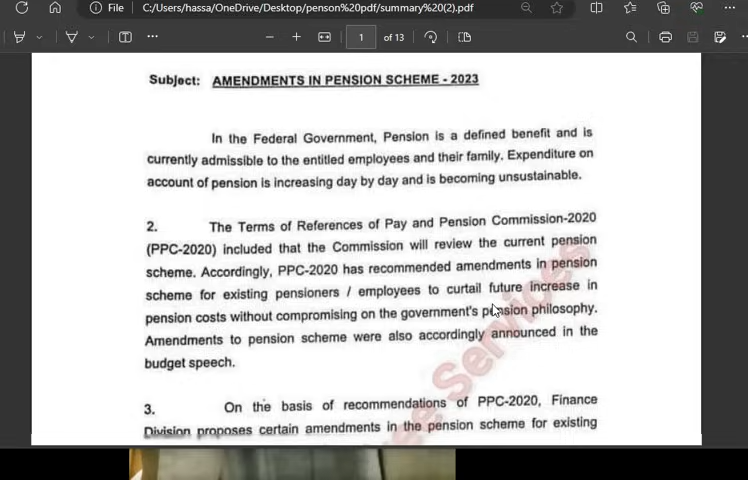 File C:/Users/hassa/OneDrive/Desktop/penson%20pdf/summary%20(2).pdf
1 of 13
Subject: AMENDMENTS IN PENSION SCHEME - 2023
In the Federal Government, Pension is a defined benefit and is
currently admissible to the entitled employees and their family. Expenditure on
account of pension is increasing day by day and is becoming unsustainable.
2. The Terms of References of Pay and Pension Commission-2020
(PPC-2020) included that the Commission will review the current pension
scheme. Accordingly, PPC-2020 has recommended amendments in pension
scheme for existing pensioners / employees to curtail future increase in
pension costs without compromising on the government's pension philosophy.
Amendments to pension scheme were also accordingly announced in the
budget speech.
3. On the basis of recommendations of PPC-2020, Finance
Division proposes certain amendments in the pension scheme for existing
Services